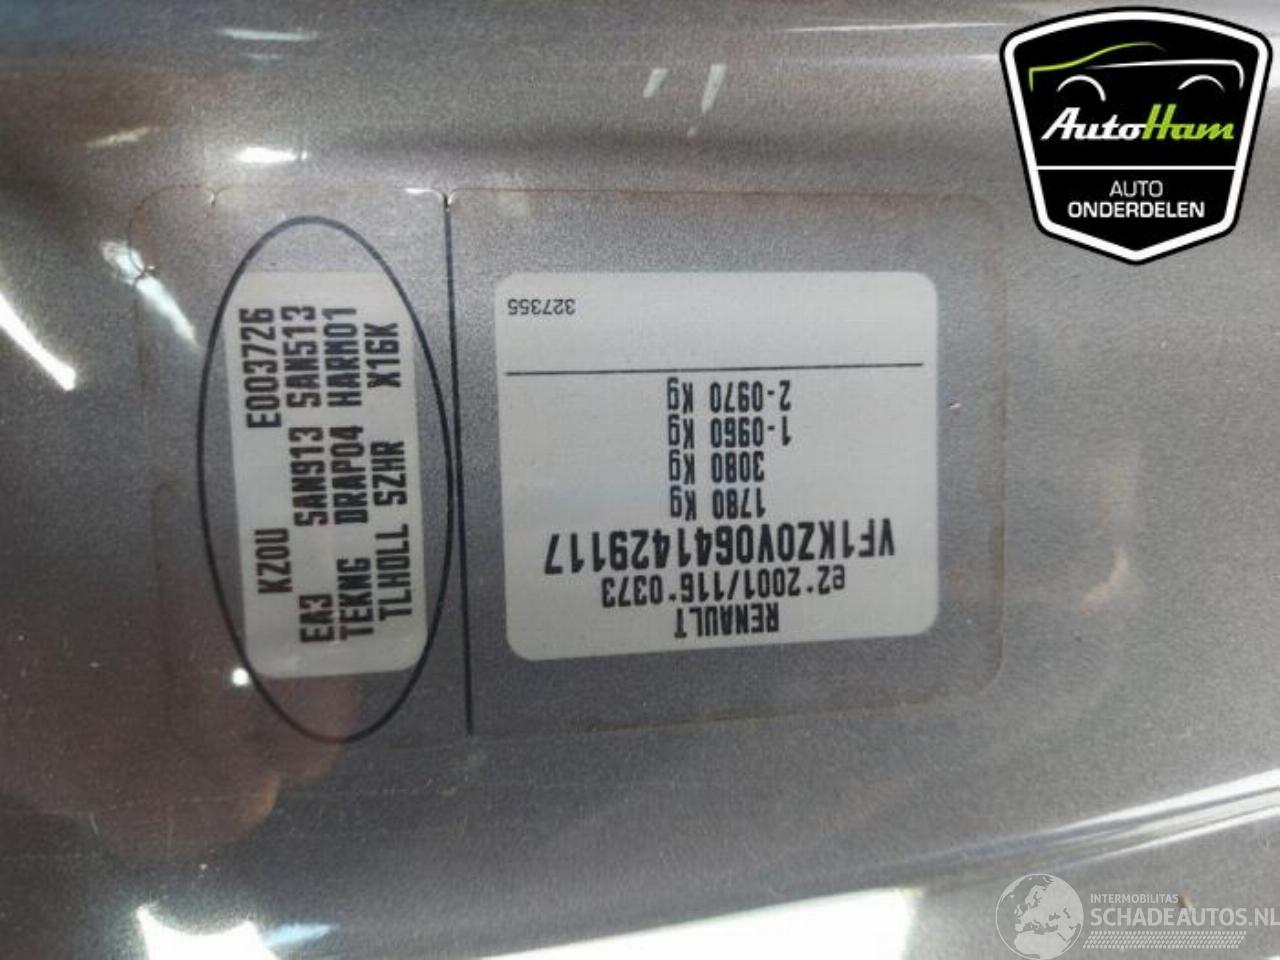 AutoHam
AUTO
ONDERDELEN
KZ0U E003726
EA3 SAN913 SAN513
TEKNG DRAP04 HARM01
TLHOLL SZHR X16K
RENAULT
e2*2001/116*0373
VF1KZ0V0641429117
1780 Kg
3080 Kg
1-0960 Kg
2-0970 Kg
327355
INTERMOBILITAS
SCHADEAUTOS.NL